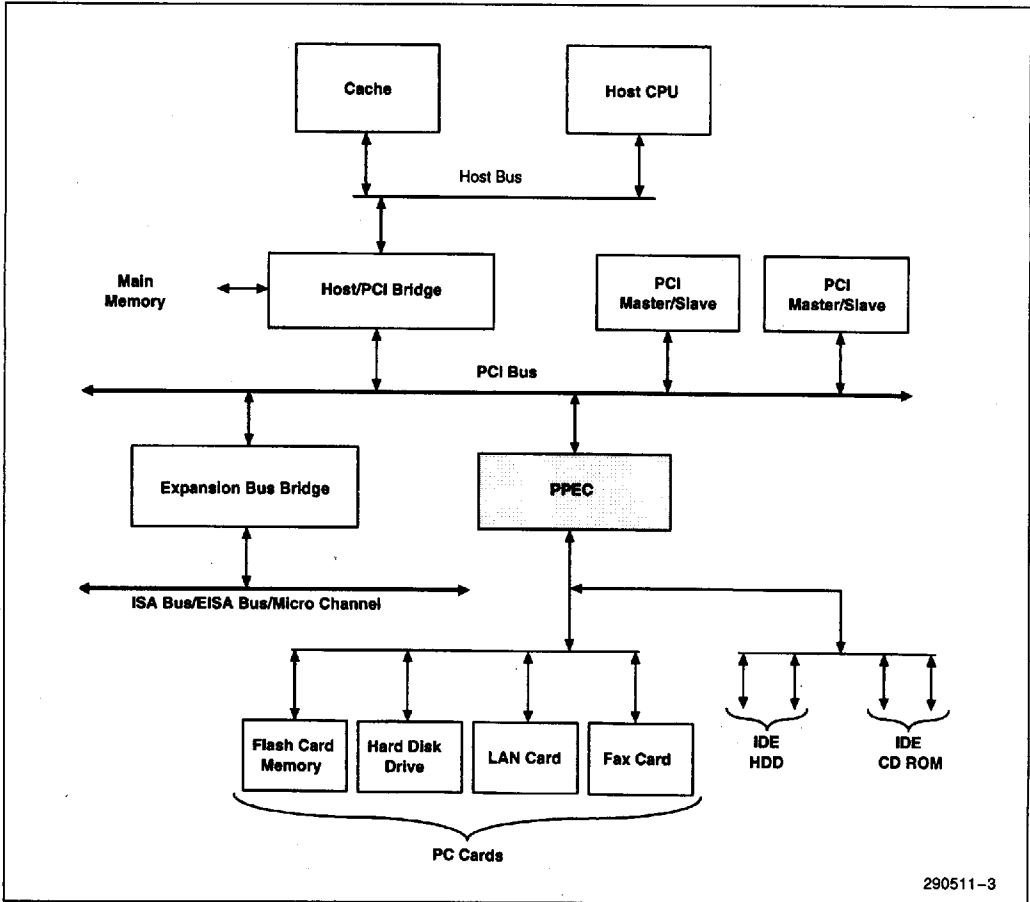 Cache
Host CPU
Host Bus
Main
Memory
Host/PCI Bridge
PCI
Master/Slave
PCI
Master/Slave
PCI Bus
Expansion Bus Bridge
PPEC
ISA Bus/EISA Bus/Micro Channel
Flash Card
Memory
Hard Disk
Drive
LAN Card
Fax Card
IDE
HDD
IDE
CD ROM
PC Cards
290511-3